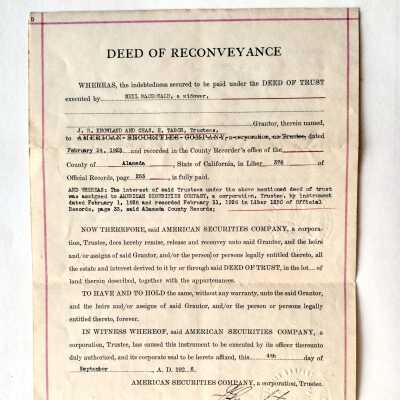 DEED OF RECONVEYANCE
WHEREAS, the indebtedness secured to be paid under the DEED OF TRUST
executed by NEIL MACDONALD, a widower,
Grantor, therein named,
J. R. KNOWLAND AND CHAS. E. TABOR, Trustees,
to AMERICAN SECURITIES COMPANY, a corporation, as Trustee, dated
February 24, 1923 and recorded in the County Recorder's office of the
County of Alameda, State of California, in Liber 376 of
Official Records, page 233, is fully paid.
AND WHEREAS: The interest of said Trustees under the above mentioned deed of trust
was assigned to AMERICAN SECURITIES COMPANY, a corporation, Trustee, by instrument
dated February 1, 1926 and recorded February 11, 1926 in Liber 1250 of Official
Records, page 33, said Alameda County Records;
NOW THEREFORE, said AMERICAN SECURITIES COMPANY, a corpora-
tion, Trustee, does hereby remise, release and reconvey unto said Grantor, and the heirs
and/or assigns of said Grantor, and/or the person or persons legally entitled thereto, all
the estate and interest derived to it by or through said DEED OF TRUST, in the lot of
land therein described, together with the appurtenances.
TO HAVE AND TO HOLD the same, without any warranty, unto the said Grantor,
and the heirs and/or assigns of said Grantor, and/or the person or persons legally
entitled thereto, forever.
IN WITNESS WHEREOF, said AMERICAN SECURITIES COMPANY, a
corporation, Trustee, has caused this instrument to be executed by its officer thereunto
duly authorized, and its corporate seal to be hereto affixed, this 4th day of
September, A. D. 192 6.
AMERICAN SECURITIES COMPANY, a corporation, Trustee.